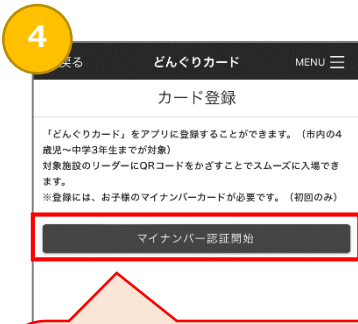 4
戻る どんぐりカード MENU
カード登録
「どんぐりカード」をアプリに登録することができます。（市内の4
歳児～中学3年生までが対象）
対象施設のリーダーにQRコードをかざすことでスムーズに入場でき
ます。
※登録には、お子様のマイナンバーカードが必要です。（初回のみ）
マイナンバー認証開始